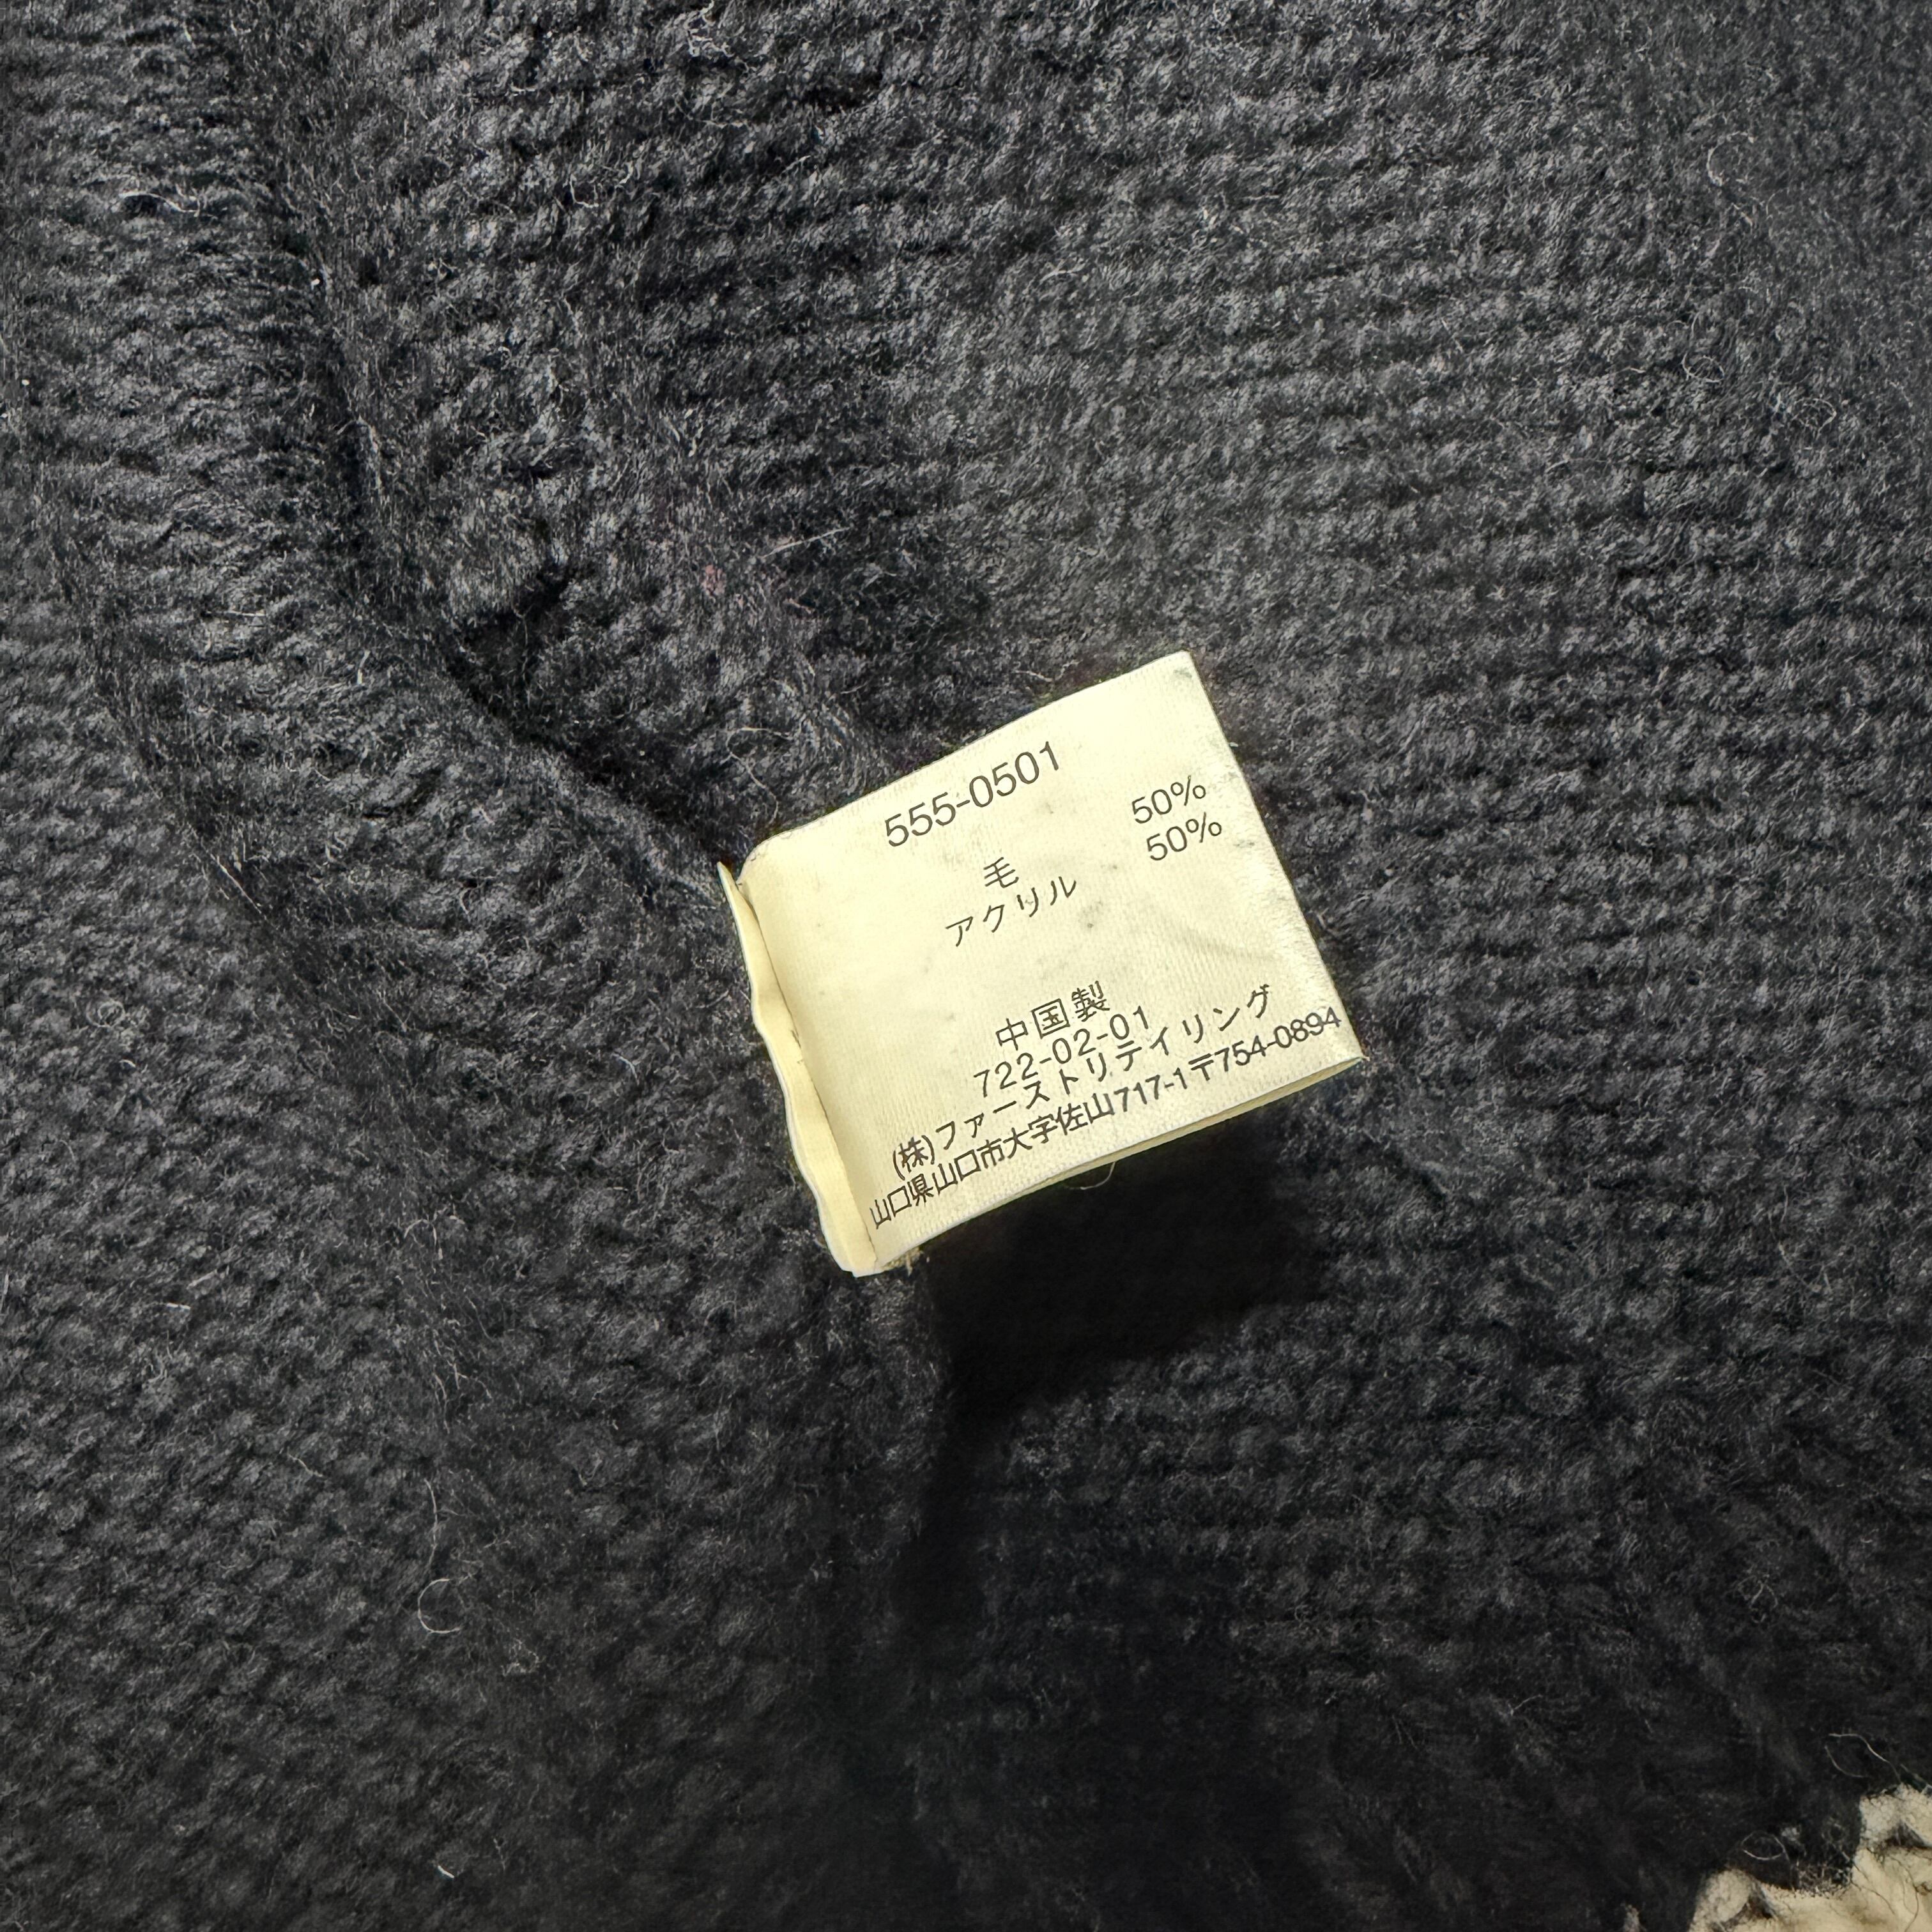 555-0501
毛 50%
アクリル 50%
中国製
722-02-01
(株)ファーストリテイリング
山口県山口市大字佐山717-1〒754-0894